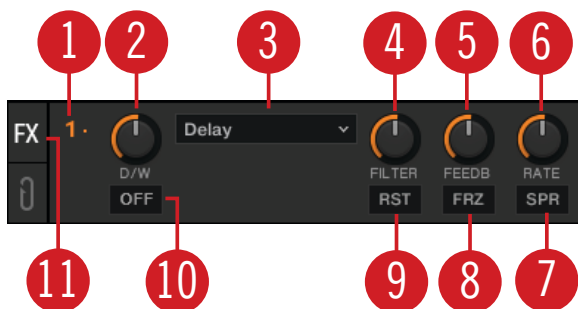 1 2 3 4 5 6
FX 1 · Delay
D/W FILTER FEEDB RATE
OFF RST FRZ SPR
11 10 9 8 7